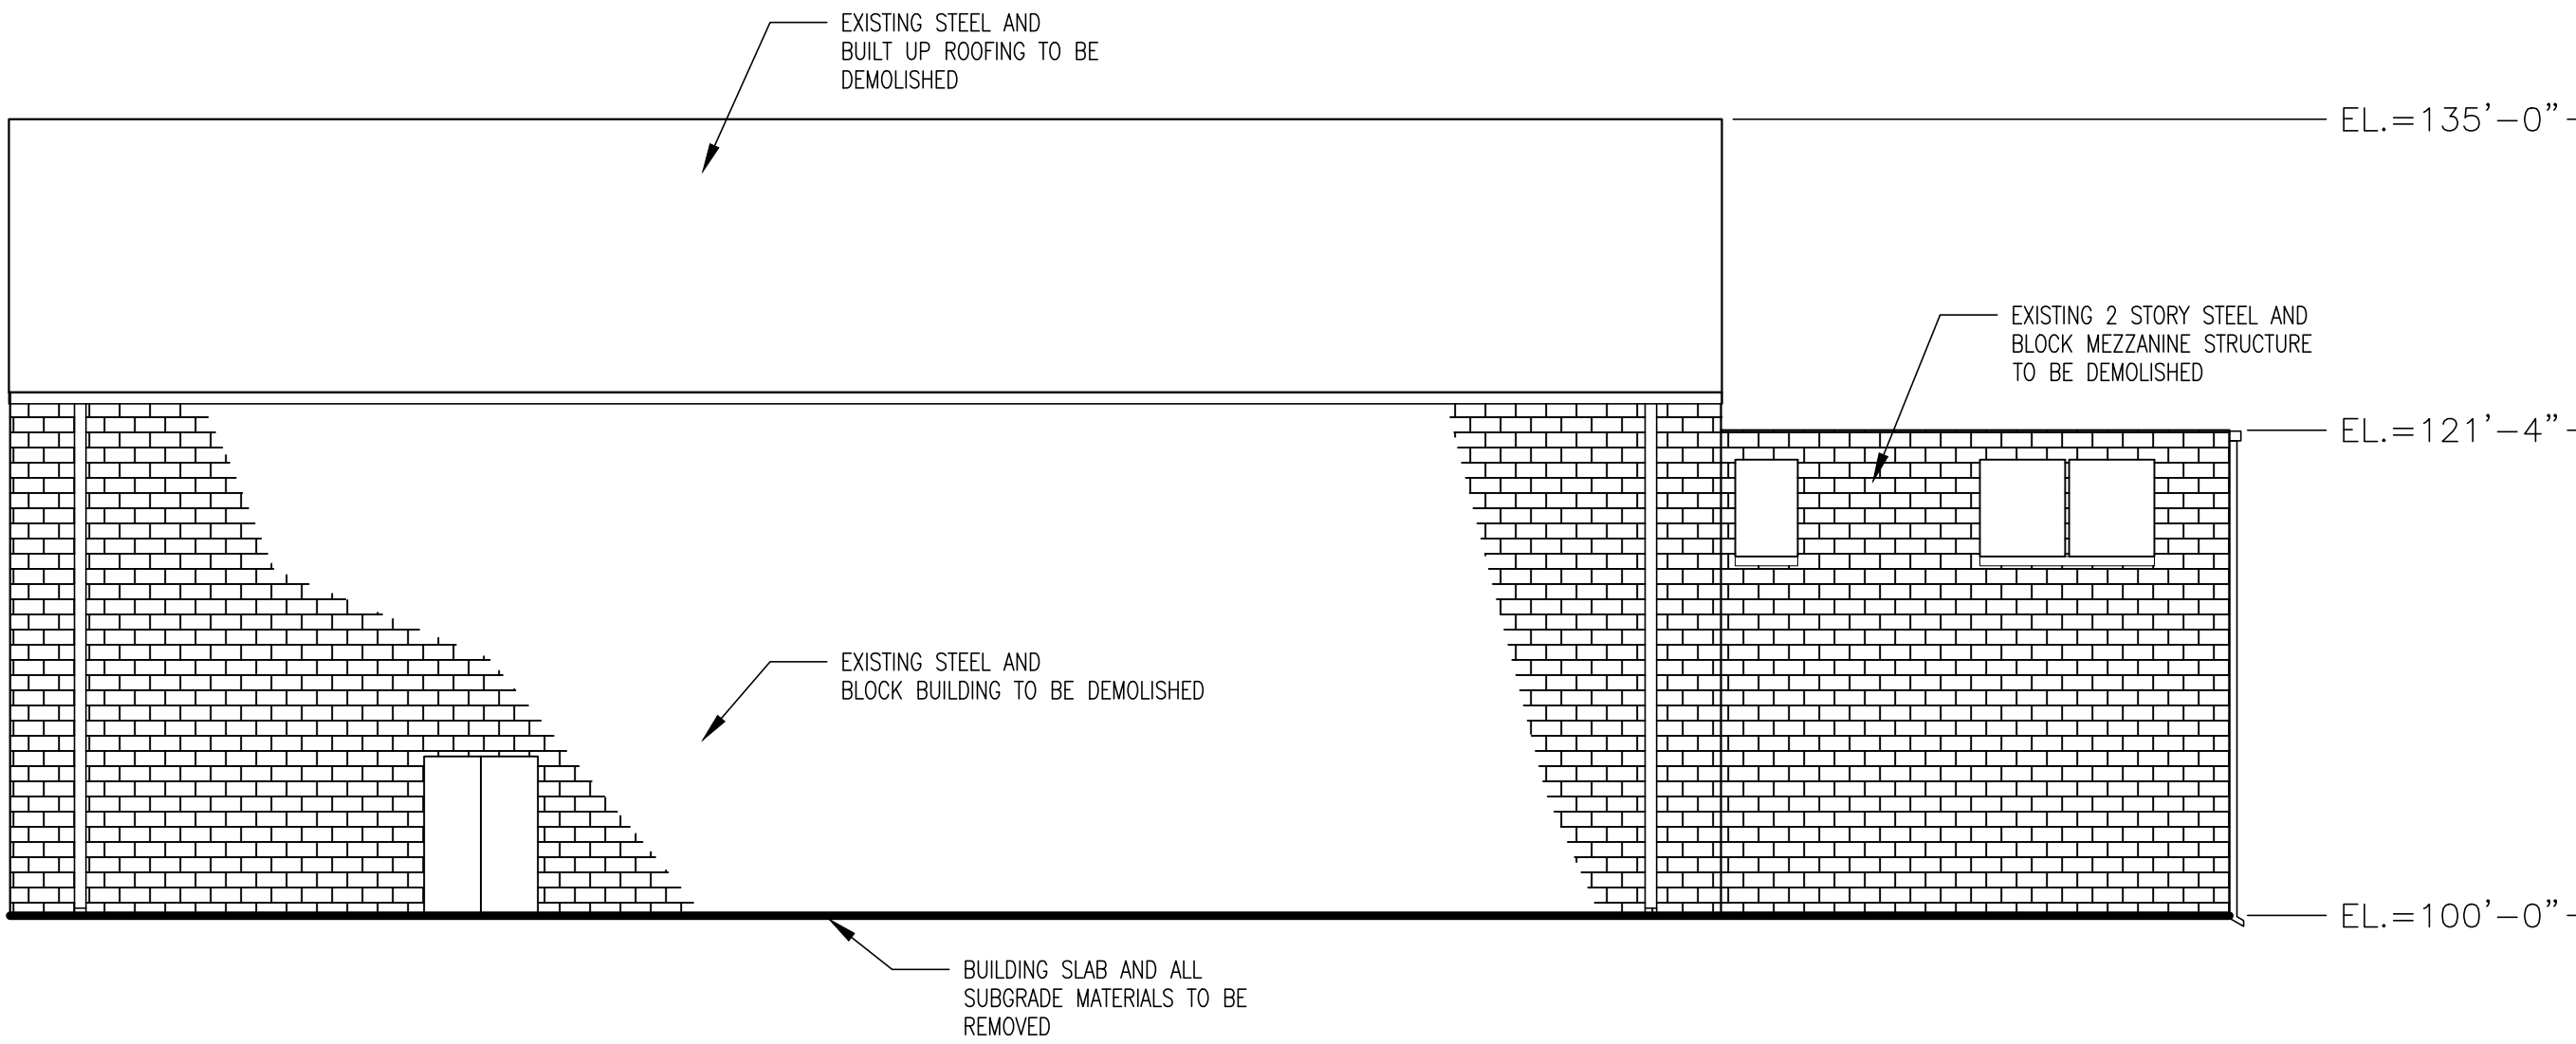 EXISTING STEEL AND
BUILT UP ROOFING TO BE
DEMOLISHED
EL.=135'-0"
EXISTING 2 STORY STEEL AND
BLOCK MEZZANINE STRUCTURE
TO BE DEMOLISHED
EL.=121'-4"
EXISTING STEEL AND
BLOCK BUILDING TO BE DEMOLISHED
EL.=100'-0"
BUILDING SLAB AND ALL
SUBGRADE MATERIALS TO BE
REMOVED